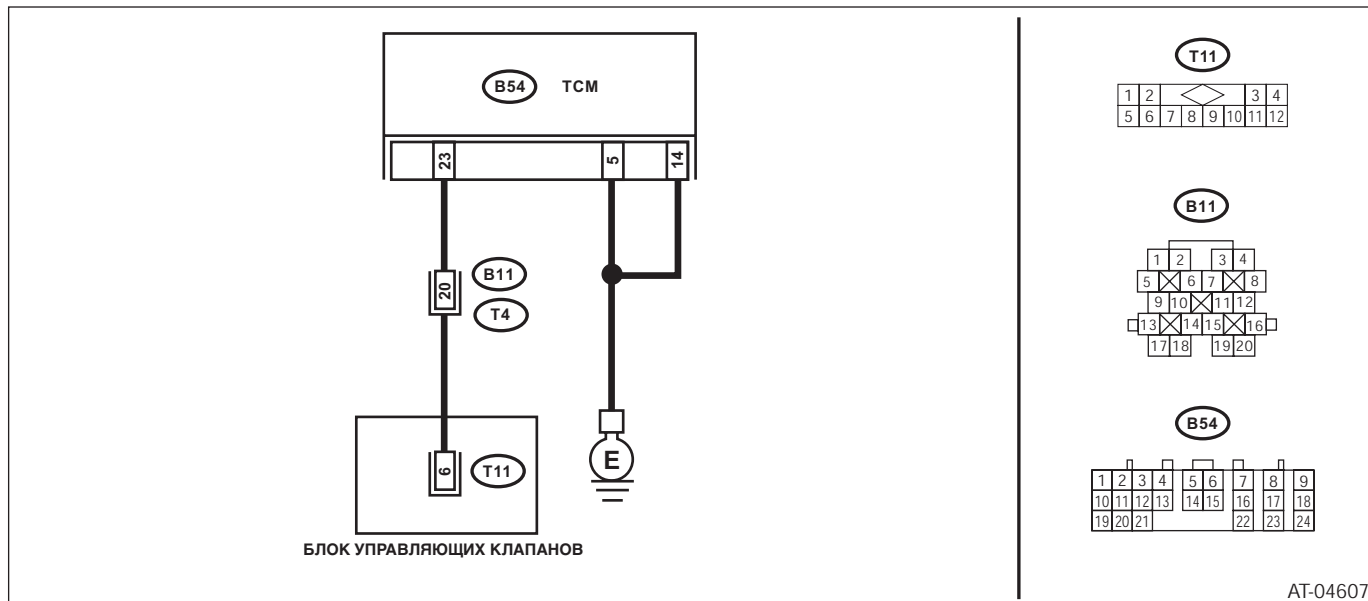 B54 TCM
23 5 14
B11
20
T4
E
6 T11
БЛОК УПРАВЛЯЮЩИХ КЛАПАНОВ
T11
1 2 3 4
5 6 7 8 9 10 11 12
B11
1 2 3 4
5 6 7 8
9 10 11 12
13 14 15 16
17 18 19 20
B54
1 2 3 4 5 6 7 8 9
10 11 12 13 14 15 16 17 18
19 20 21 22 23 24
AT-04607